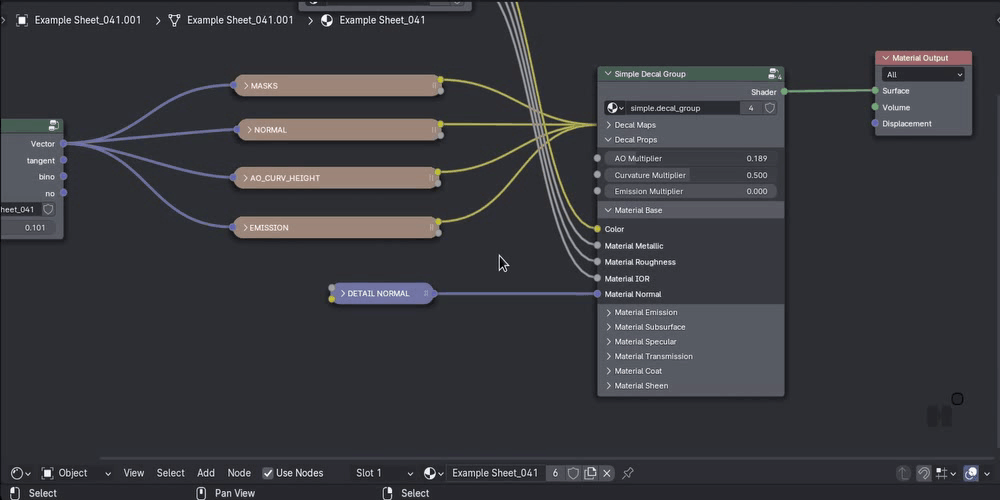 Example Sheet_041.001 Example Sheet_041.001 Example Sheet_041
Vector
tangent
bino
no
heet_041
0.101
MASKS
NORMAL
AO_CURV_HEIGHT
EMISSION
DETAIL NORMAL
Simple Decal Group
4
Shader
simple.decal_group 4
Decal Maps
Decal Props
AO Multiplier 0.189
Curvature Multiplier 0.500
Emission Multiplier 0.000
Material Base
Color
Material Metallic
Material Roughness
Material IOR
Material Normal
Material Emission
Material Subsurface
Material Specular
Material Transmission
Material Coat
Material Sheen
Material Output
All
Surface
Volume
Displacement
Object View Select Add Node Use Nodes Slot 1 Example Sheet_041 6
Select Pan View Select